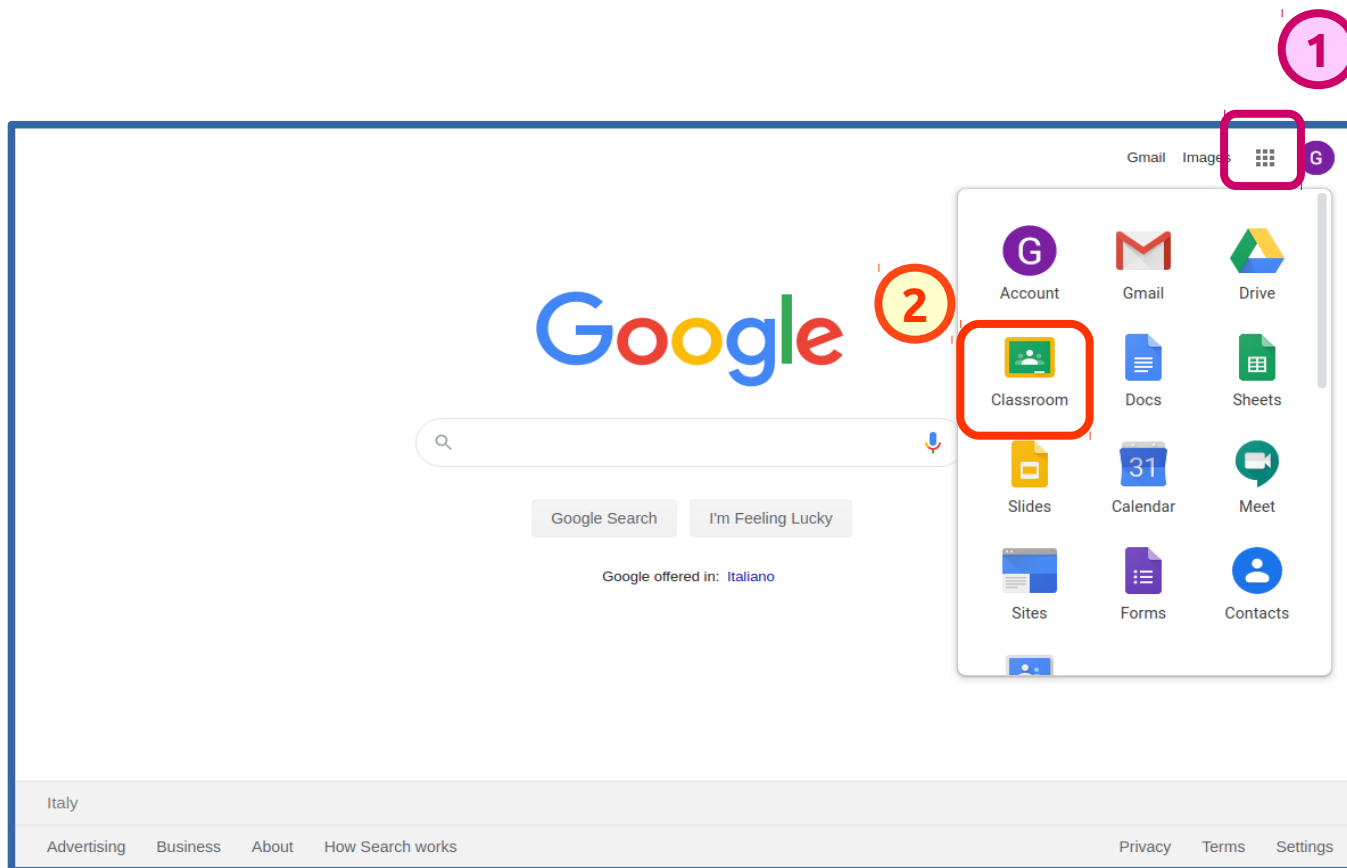 1
Gmail Images G
G
Account Gmail Drive
2
Google
Classroom Docs Sheets
31
Slides Calendar Meet
Google Search I'm Feeling Lucky
Google offered in: Italiano
Sites Forms Contacts
Italy
Advertising Business About How Search works Privacy Terms Settings